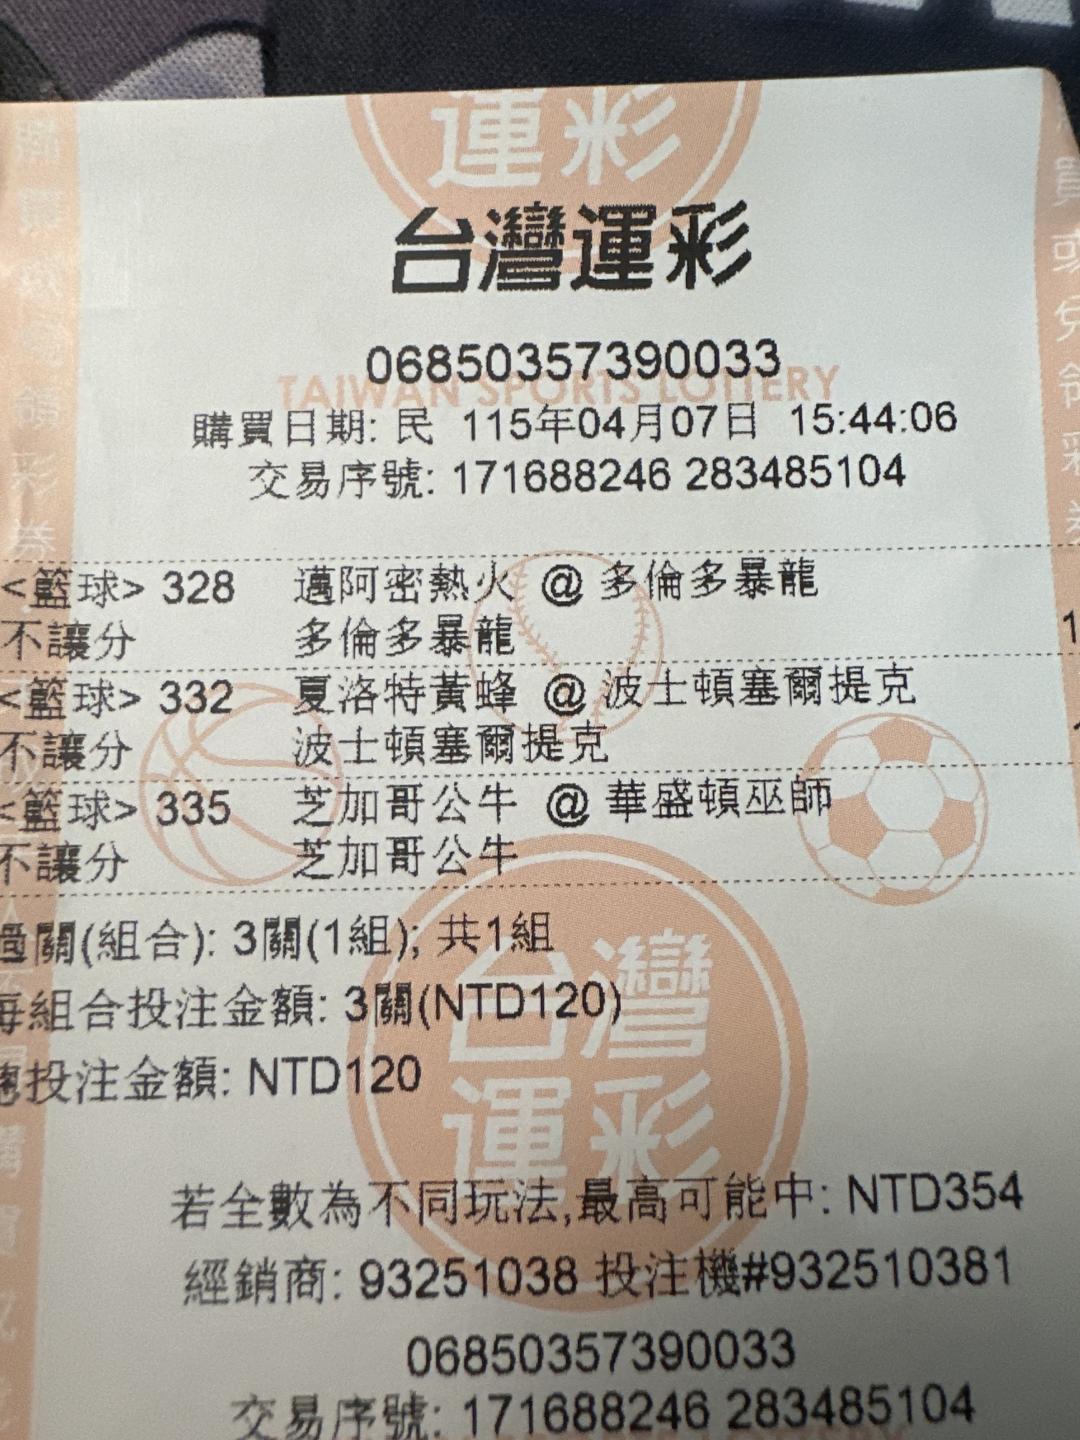 運彩
台灣運彩
06850357390033
TAIWAN SPORTS LOTTERY
購買日期: 民 115年04月07日 15:44:06
交易序號: 171688246 283485104
<籃球> 328 邁阿密熱火 @ 多倫多暴龍
不讓分 多倫多暴龍
<籃球> 332 夏洛特黃蜂 @ 波士頓塞爾提克
不讓分 波士頓塞爾提克
<籃球> 335 芝加哥公牛 @ 華盛頓巫師
不讓分 芝加哥公牛
過關(組合): 3關(1組); 共1組
每組合投注金額: 3關(NTD120)
總投注金額: NTD120
台灣
運彩
若全數為不同玩法,最高可能中: NTD354
經銷商: 93251038 投注機#932510381
06850357390033
交易序號: 171688246 283485104